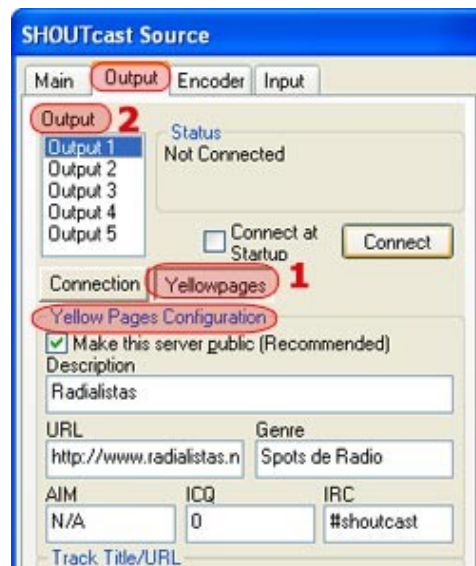 SHOUTcast Source
Main Output Encoder Input
Output 2
Output 1
Output 2
Output 3
Output 4
Output 5
Status
Not Connected
Connect at
Startup
Connect
Connection Yellowpages 1
Yellow Pages Configuration
Make this server public (Recommended)
Description
Radialistas
URL Genre
http://www.radialistas.n Spots de Radio
AIM ICQ IRC
N/A 0 #shoutcast
Track Title/URL